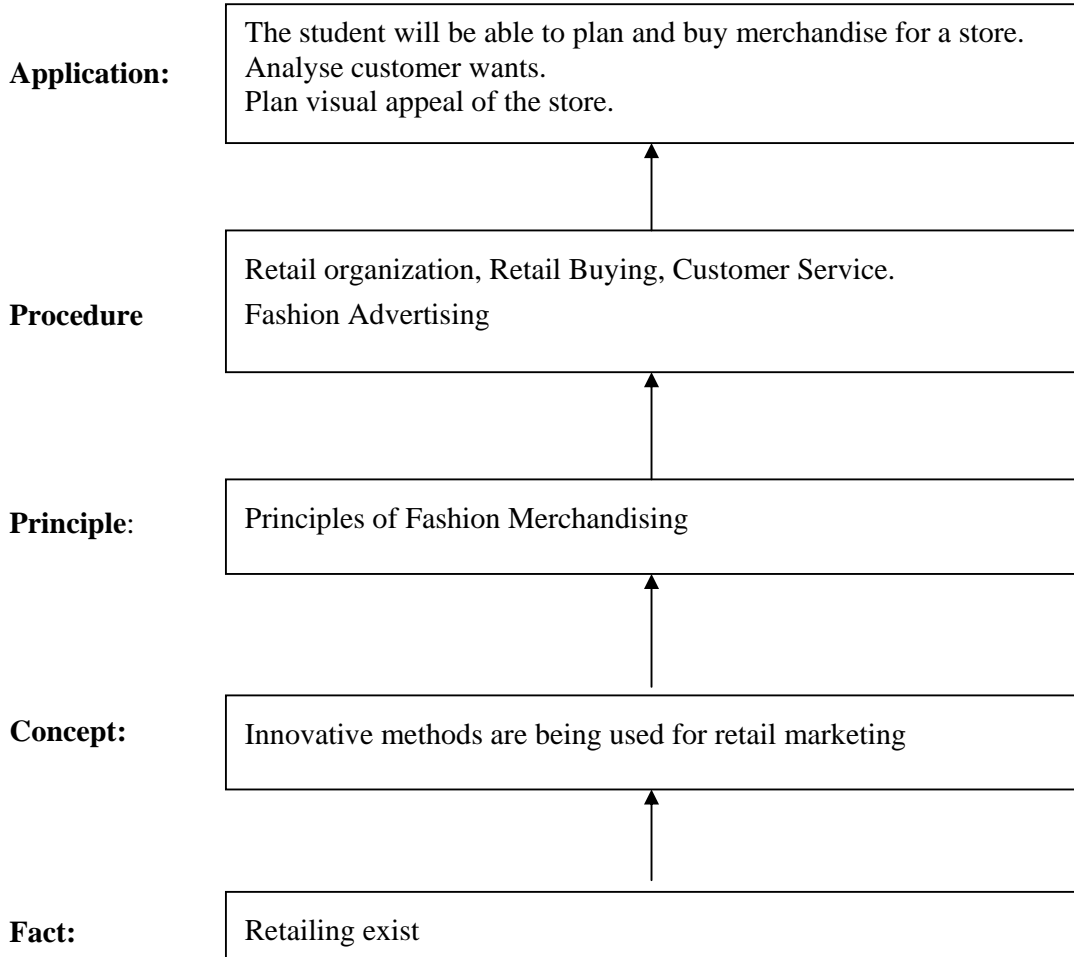 Application:
The student will be able to plan and buy merchandise for a store.
Analyse customer wants.
Plan visual appeal of the store.
Procedure
Retail organization, Retail Buying, Customer Service.
Fashion Advertising
Principle:
Principles of Fashion Merchandising
Concept:
Innovative methods are being used for retail marketing
Fact:
Retailing exist